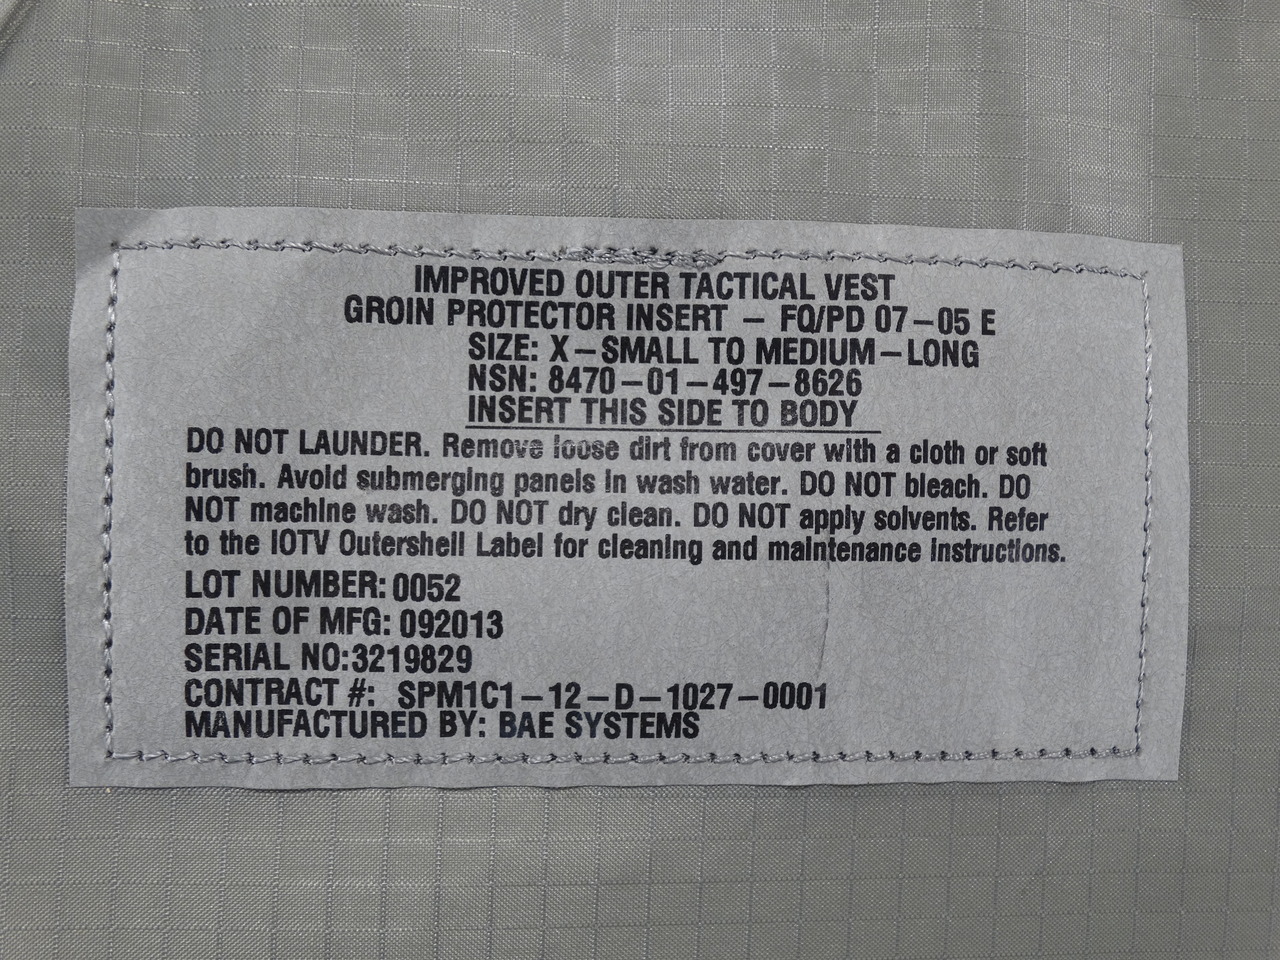 IMPROVED OUTER TACTICAL VEST
GROIN PROTECTOR INSERT – FQ/PD 07–05 E
SIZE: X–SMALL TO MEDIUM–LONG
NSN: 8470–01–497–8626
INSERT THIS SIDE TO BODY
DO NOT LAUNDER. Remove loose dirt from cover with a cloth or soft
brush. Avoid submerging panels in wash water. DO NOT bleach. DO
NOT machine wash. DO NOT dry clean. DO NOT apply solvents. Refer
to the IOTV Outershell Label for cleaning and maintenance instructions.
LOT NUMBER: 0052
DATE OF MFG: 092013
SERIAL NO:3219829
CONTRACT #: SPM1C1–12–D–1027–0001
MANUFACTURED BY: BAE SYSTEMS